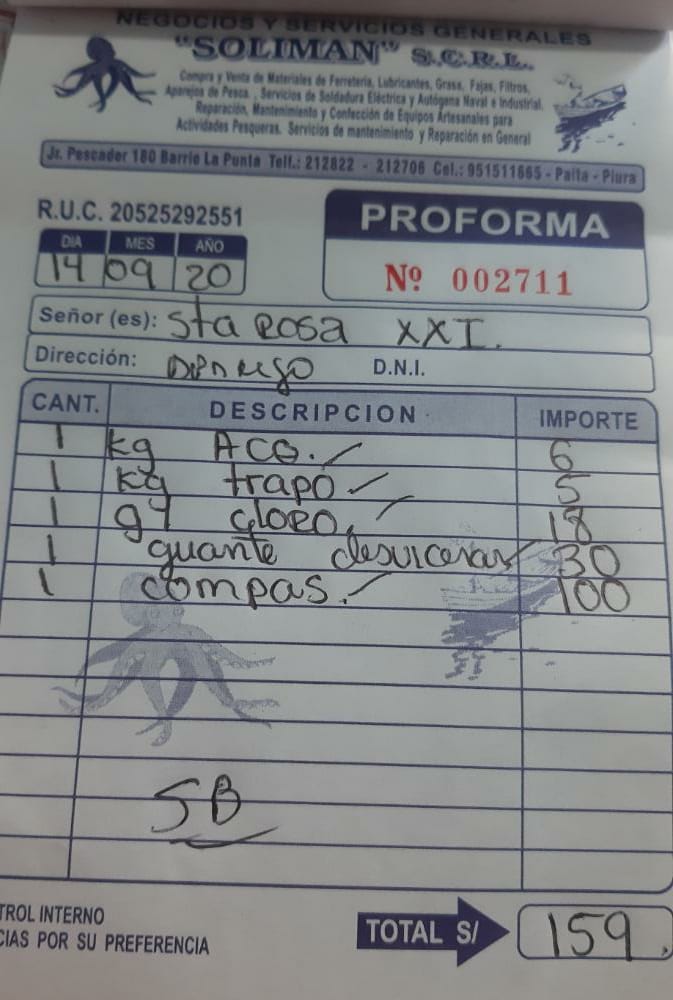 NEGOCIOS Y SERVICIOS GENERALES
"SOLIMAN" S.C.R.L.
Compra y Venta de Materiales de Ferretería, Lubricantes, Grasa, Fajas, Filtros,
Aparejos de Pesca. Servicios de Soldadura Eléctrica y Autógena Naval e Industrial.
Reparación, Mantenimiento y Confección de Equipos Artesanales para
Actividades Pesqueras. Servicios de mantenimiento y Reparación en General
Jr. Pescador 180 Barrio La Punta Telf.: 212822 - 212706 Cel.: 951511665 - Paita - Piura
R.U.C. 20525292551
PROFORMA
DIA MES AÑO
14 09 20
Nº 002711
Señor (es): Sta Rosa XXI.
Dirección: D.N.I.
CANT. DESCRIPCION IMPORTE
1 kg ACE. 6
1 kg trapo 5
1 cloro 18
1 guante 30
1 compas. 100
SB
TROL INTERNO
CIAS POR SU PREFERENCIA
TOTAL S/ 159